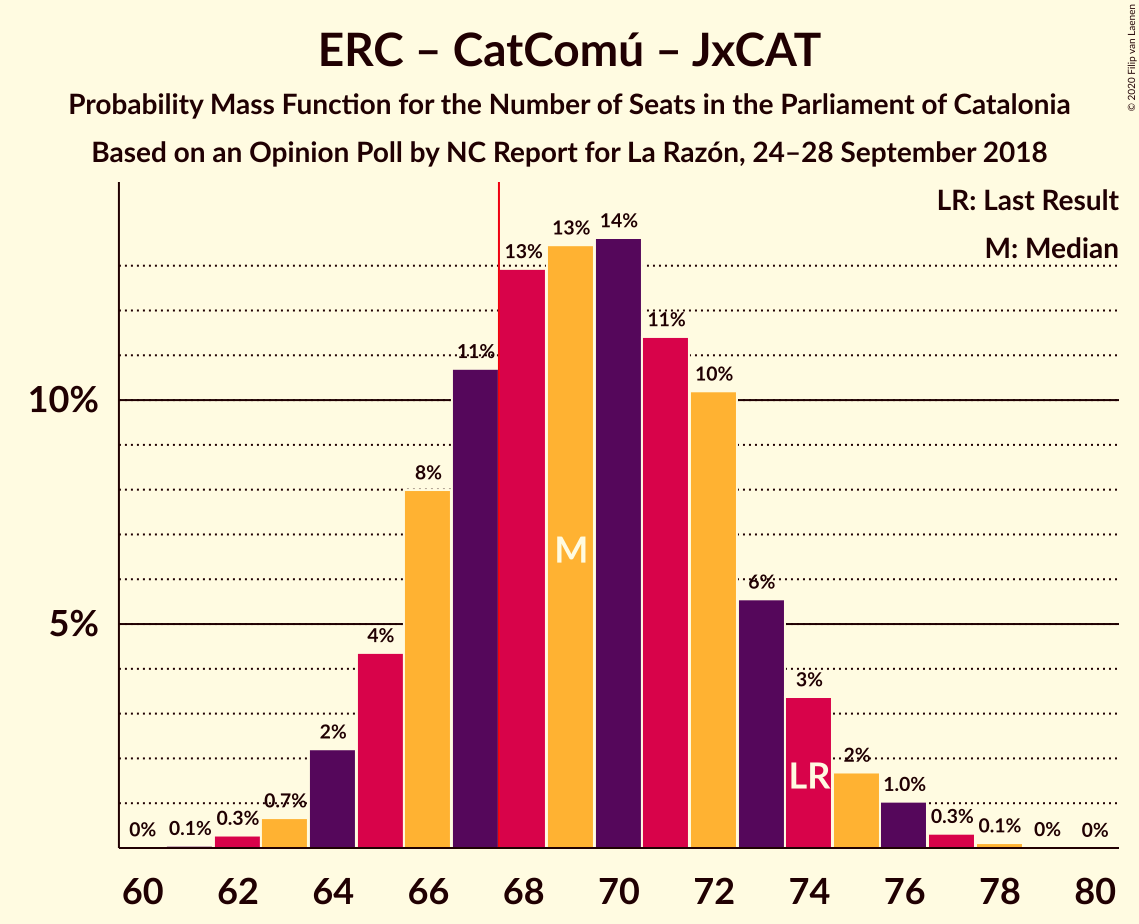 ERC – CatComú – JxCAT
Probability Mass Function for the Number of Seats in the Parliament of Catalonia
Based on an Opinion Poll by NC Report for La Razón, 24–28 September 2018
© 2020 Filip van Laenen
LR: Last Result
M: Median
10%
5%
0%
0.1%
0.3%
0.7%
2%
4%
8%
11%
13%
13%
14%
11%
10%
6%
3%
2%
1.0%
0.3%
0.1%
0%
0%
M
LR
60 62 64 66 68 70 72 74 76 78 80